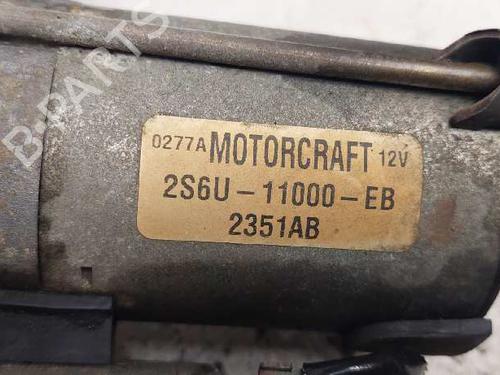 B-PARTS
0277A MOTORCRAFT 12V
2S6U-11000-EB
2351AB